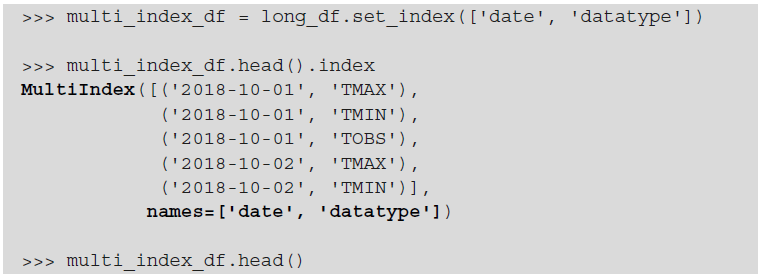 >>> multi_index_df = long_df.set_index(['date', 'datatype'])
>>> multi_index_df.head().index
MultiIndex([('2018-10-01', 'TMAX'),
('2018-10-01', 'TMIN'),
('2018-10-01', 'TOBS'),
('2018-10-02', 'TMAX'),
('2018-10-02', 'TMIN')],
names=['date', 'datatype'])
>>> multi_index_df.head()